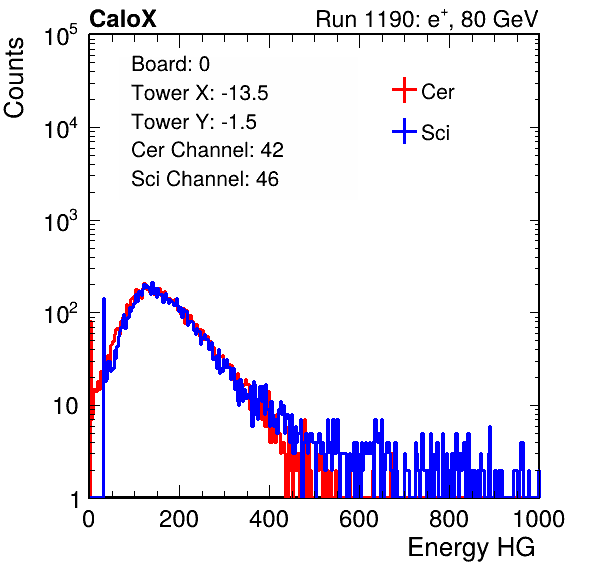 CaloX Run 1190: e⁺, 80 GeV
Counts
Board: 0
Tower X: -13.5
Tower Y: -1.5
Cer Channel: 42
Sci Channel: 46
Cer
Sci
10⁵
10⁴
10³
10²
10
1
0 200 400 600 800 1000
Energy HG